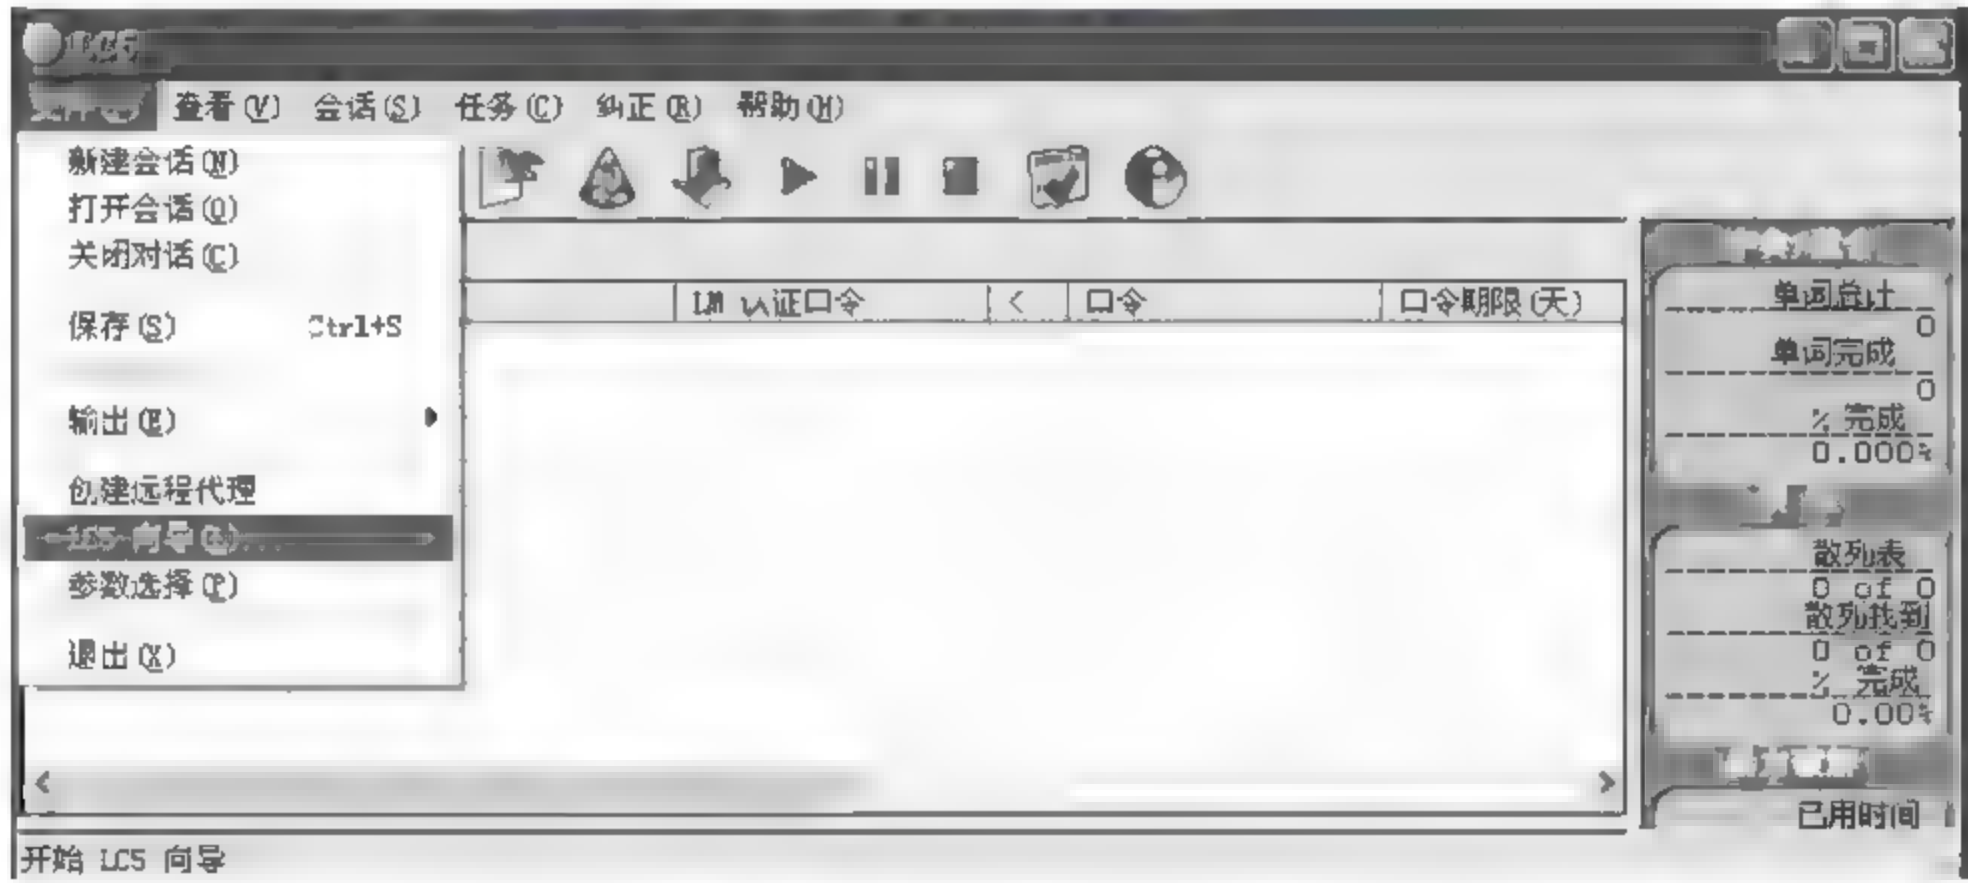 查看(V) 会话(S) 任务(C) 纠正(R) 帮助(H)
新建会话(N)
打开会话(O)
关闭对话(C)
保存(S) Ctrl+S
输出(E)
创建远程代理
LC5 向导(W)...
参数选择(P)
退出(X)
LM 认证口令 < 口令 口令期限(天)
单词总计
0
单词完成
0
% 完成
0.000%
散列表
0 of 0
散列找到
0 of 0
% 完成
0.00%
已用时间
开始 LC5 向导